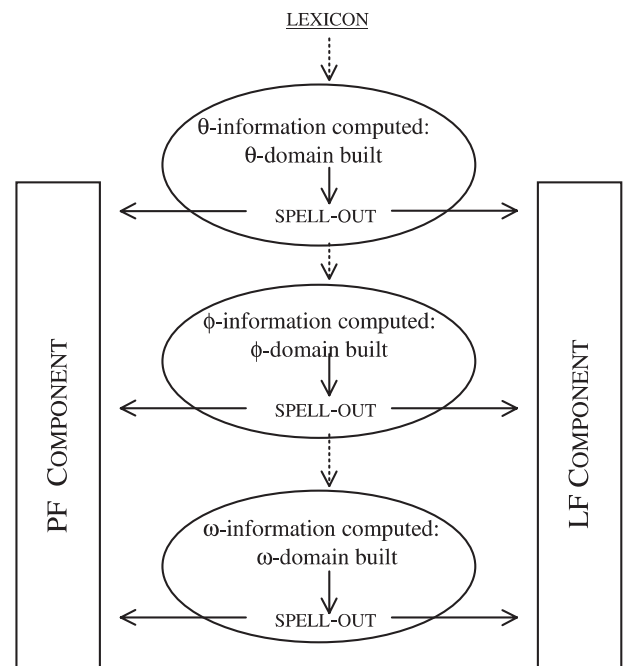 LEXICON
θ-information computed:
θ-domain built
SPELL-OUT
ϕ-information computed:
ϕ-domain built
SPELL-OUT
ω-information computed:
ω-domain built
SPELL-OUT
PF COMPONENT
LF COMPONENT